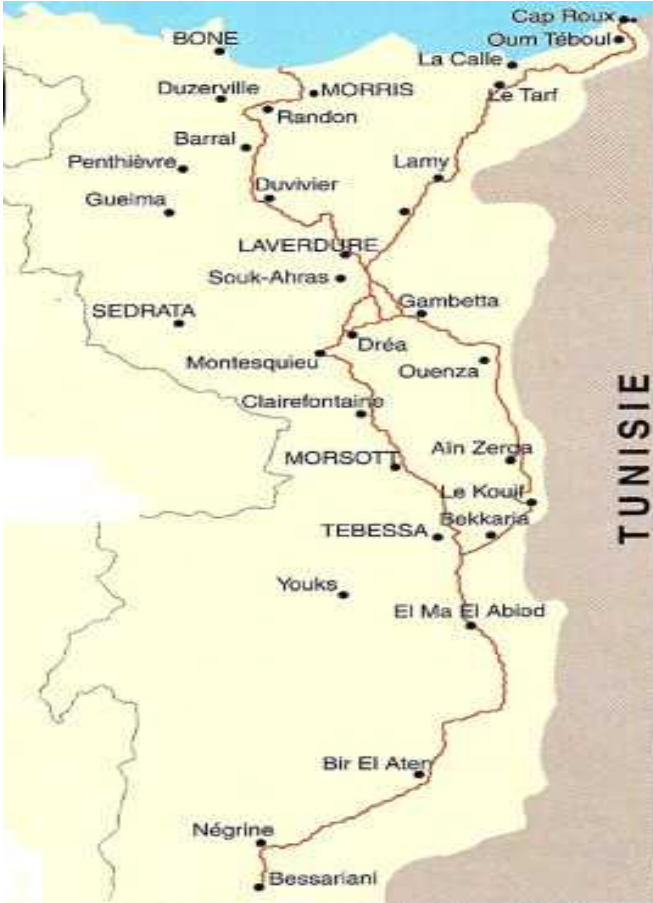 Cap Roux
BONE
Oum Téboul
La Calle
Duzerville
MORRIS
Le Tarf
Randon
Barral
Penthièvre
Lamy
Duvivier
Gueima
LAVERDURE
Souk-Ahras
SEDRATA
Gambetta
Dréa
Montesquieu
Ouenza
Clairefontaine
TUNISIE
Aïn Zerga
MORSOTT
Le Kouif
Bekkaria
TEBESSA
Youks
El Ma El Abiod
Bir El Ater
Négrine
Bessariani